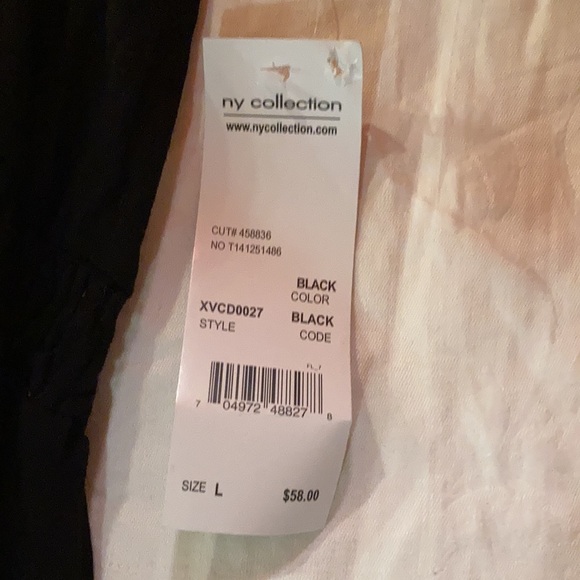 ny collection
www.nycollection.com
CUT# 458836
NO T141251486
BLACK
COLOR
XVCD0027
STYLE
BLACK
CODE
7 04972 48827 8
SIZE L
$58.00